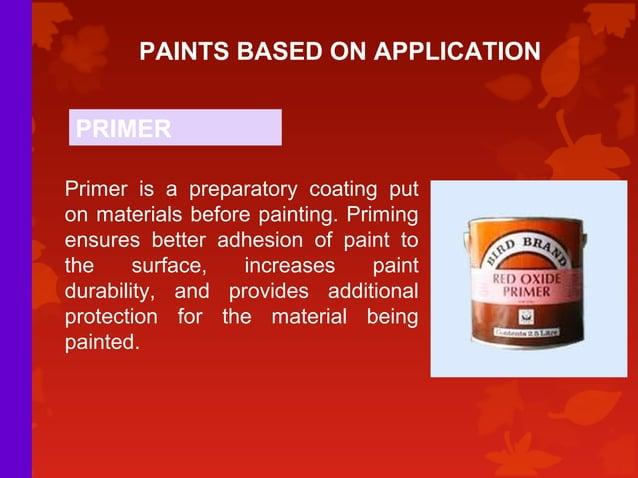 PAINTS BASED ON APPLICATION
PRIMER
Primer is a preparatory coating put
on materials before painting. Priming
ensures better adhesion of paint to
the surface, increases paint
durability, and provides additional
protection for the material being
painted.
BIRD BRAND
RED OXIDE
PRIMER
Contents 2.5 Litre